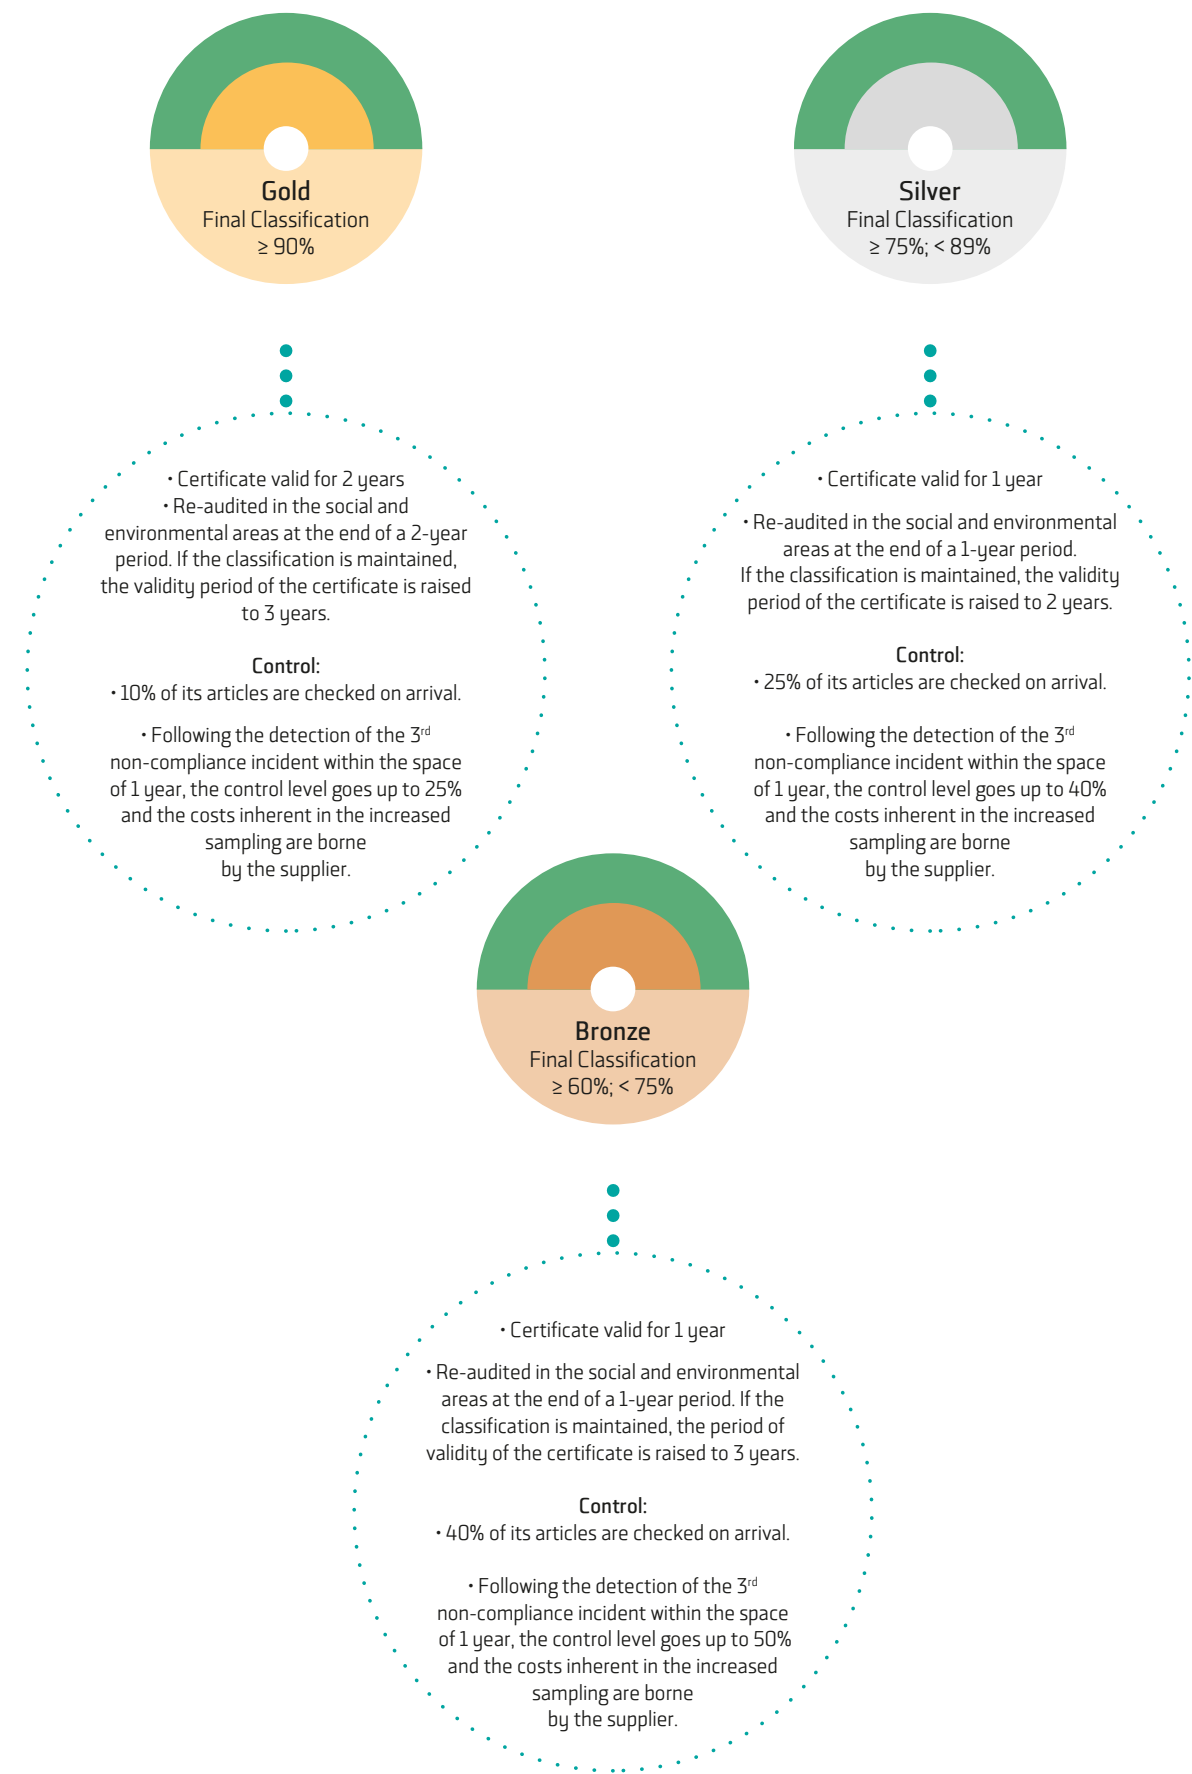 Gold
Final Classification
≥ 90%
• Certificate valid for 2 years
• Re-audited in the social and
environmental areas at the end of a 2-year
period. If the classification is maintained,
the validity period of the certificate is raised
to 3 years.
Control:
• 10% of its articles are checked on arrival.
• Following the detection of the 3rd
non-compliance incident within the space
of 1 year, the control level goes up to 25%
and the costs inherent in the increased
sampling are borne
by the supplier.
Silver
Final Classification
≥ 75%; < 89%
• Certificate valid for 1 year
• Re-audited in the social and environmental
areas at the end of a 1-year period.
If the classification is maintained, the validity
period of the certificate is raised to 2 years.
Control:
• 25% of its articles are checked on arrival.
• Following the detection of the 3rd
non-compliance incident within the space
of 1 year, the control level goes up to 40%
and the costs inherent in the increased
sampling are borne
by the supplier.
Bronze
Final Classification
≥ 60%; < 75%
• Certificate valid for 1 year
• Re-audited in the social and environmental
areas at the end of a 1-year period. If the
classification is maintained, the period of
validity of the certificate is raised to 3 years.
Control:
• 40% of its articles are checked on arrival.
• Following the detection of the 3rd
non-compliance incident within the space
of 1 year, the control level goes up to 50%
and the costs inherent in the increased
sampling are borne
by the supplier.